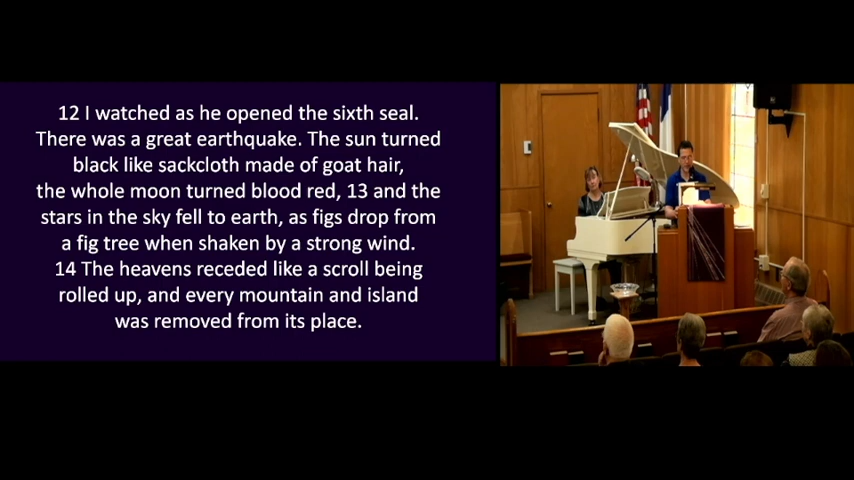 12 I watched as he opened the sixth seal.
There was a great earthquake. The sun turned
black like sackcloth made of goat hair,
the whole moon turned blood red, 13 and the
stars in the sky fell to earth, as figs drop from
a fig tree when shaken by a strong wind.
14 The heavens receded like a scroll being
rolled up, and every mountain and island
was removed from its place.